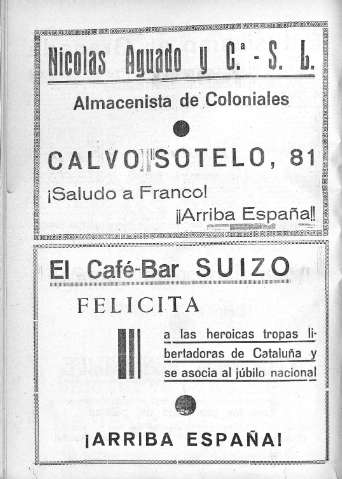 Nicolas Aguado y C.ª - S. L.
Almacenista de Coloniales
CALVO SOTELO, 81
¡Saludo a Franco!
¡¡Arriba España!!
El Café-Bar SUIZO
FELICITA
a las heroicas tropas li-
bertadoras de Cataluña y
se asocia al júbilo nacional
¡ARRIBA ESPAÑA!